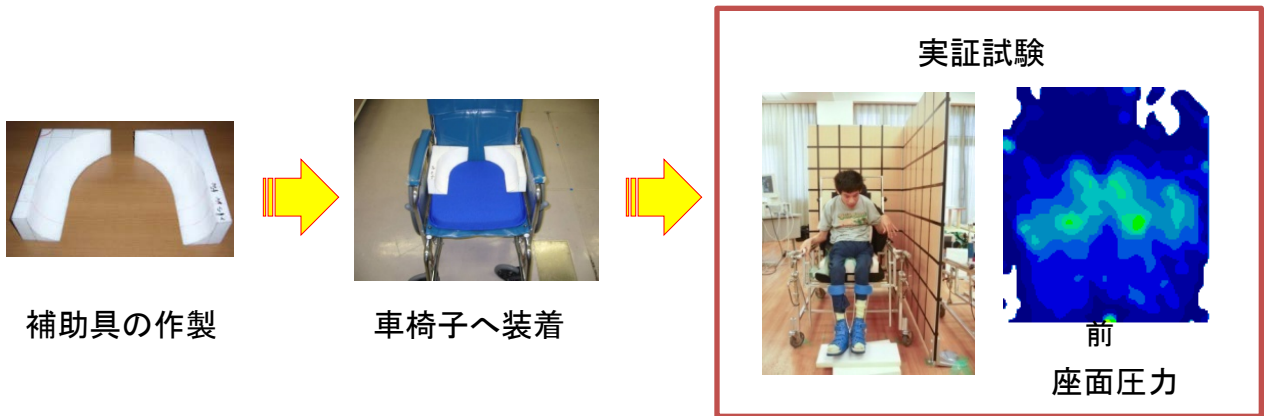 補助具の作製
車椅子へ装着
実証試験
前
座面圧力